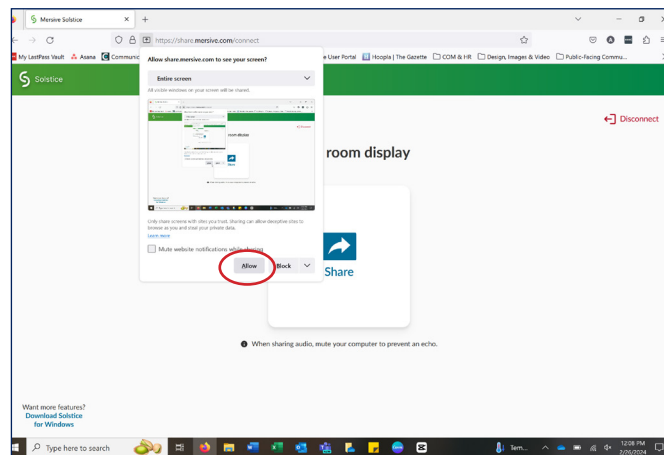 Mersive Solstice
https://share.mersive.com/connect
My LastPass Vault Asana Communic
e User Portal Hoopla | The Gazette COM & HR Design, Images & Video Public-Facing Commu...
Solstice
Allow share.mersive.com to see your screen?
Entire screen
All visible windows on your screen will be shared.
Disconnect
room display
Only share screens with sites you trust. Sharing can allow deceptive sites to
browse as you and steal your private data.
Learn more
Mute website notifications while sharing
Allow Block
Share
When sharing audio, mute your computer to prevent an echo.
Want more features?
Download Solstice
for Windows
Type here to search
Tem...
12:08 PM
2/26/2024